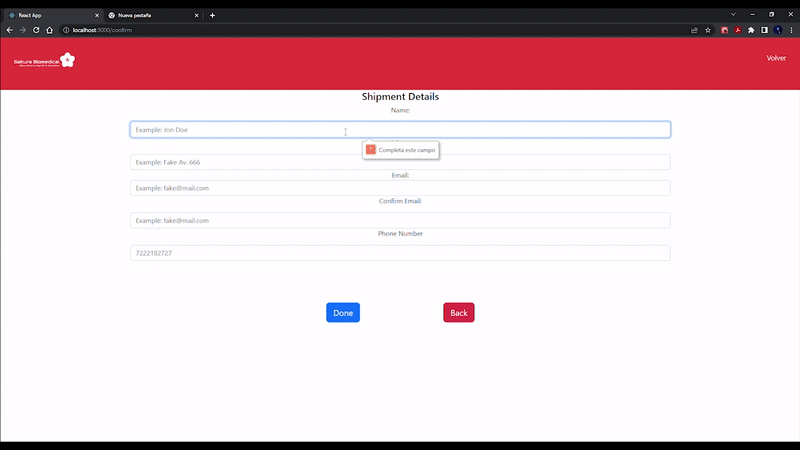 React App
Nueva pestaña
localhost:3000/confirm
Sakura Biomedical
Volver
Shipment Details
Name:
Example: Jon Doe
Completa este campo
Example: Fake Av. 666
Email:
Example: fake@mail.com
Confirm Email:
Example: fake@mail.com
Phone Number
7222182727
Done
Back